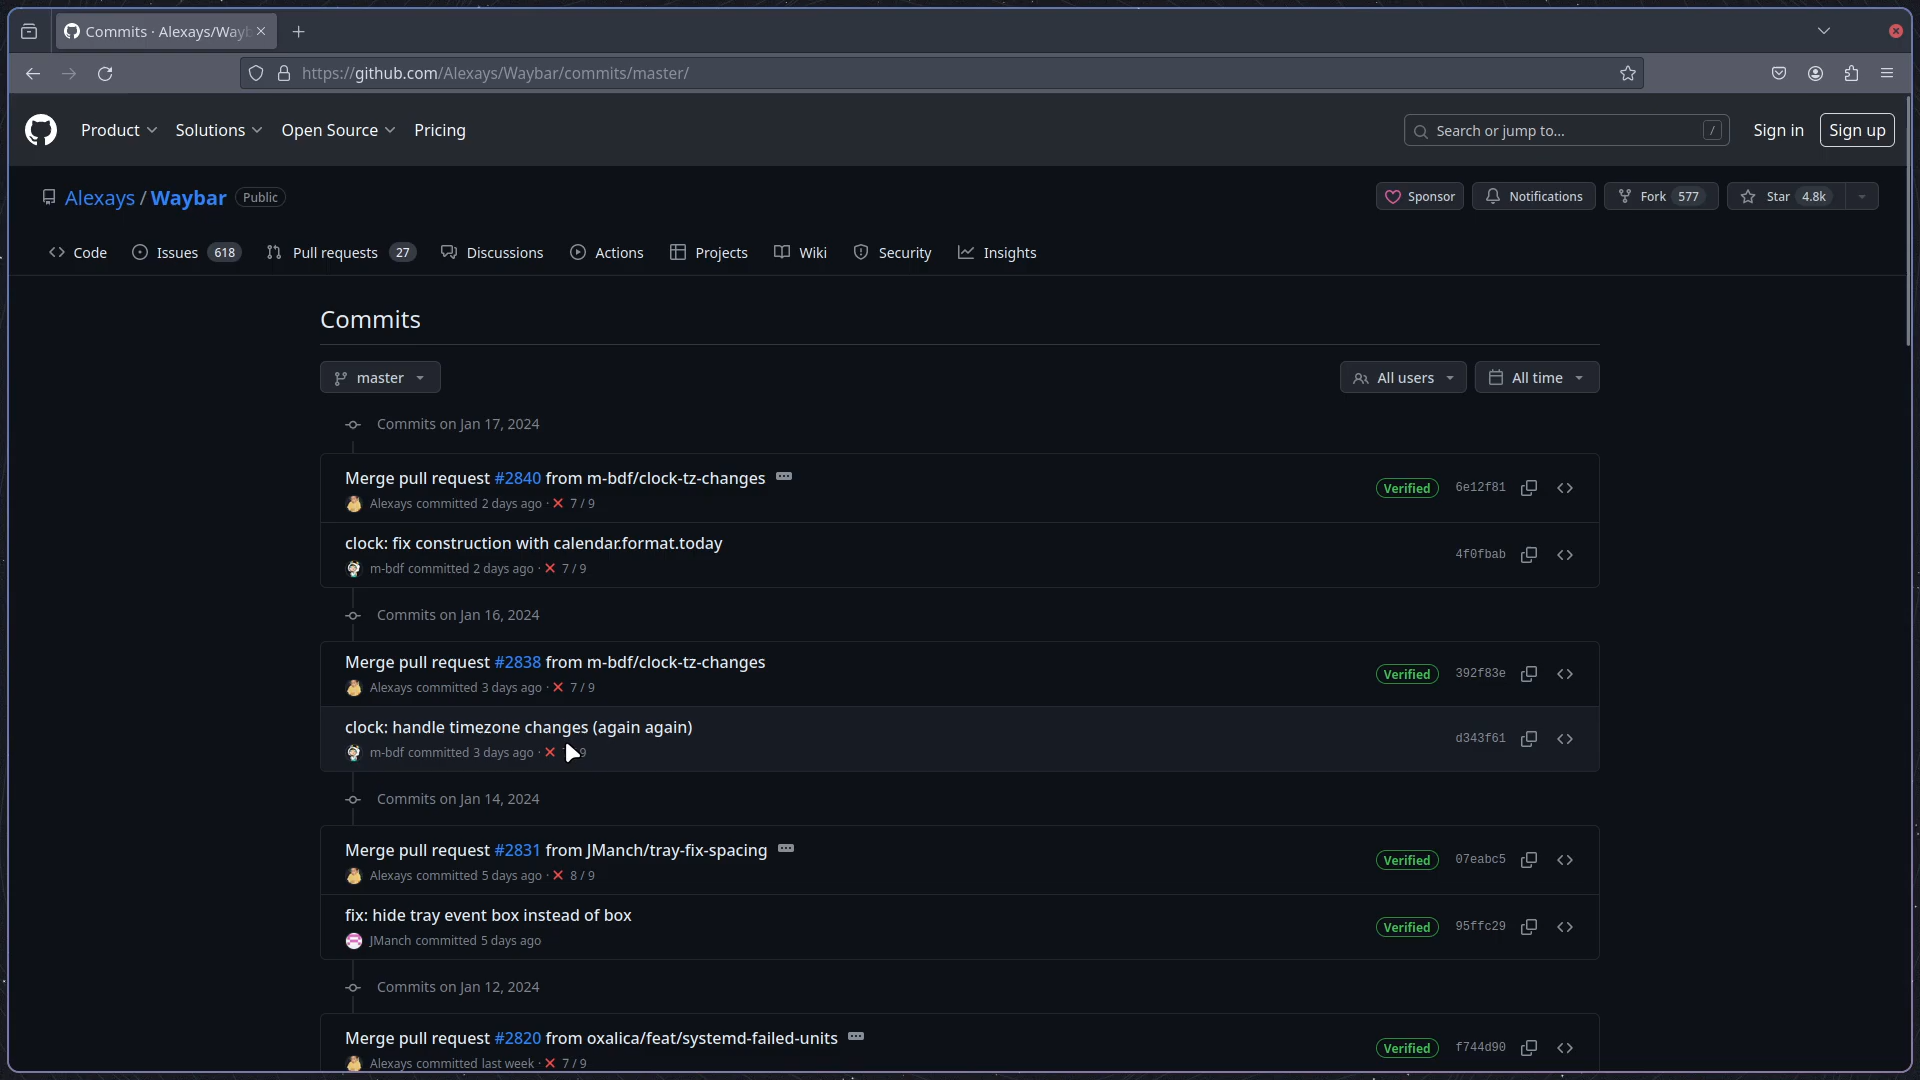 Commits · Alexays/Wayb
https://github.com/Alexays/Waybar/commits/master/
Product Solutions Open Source Pricing Search or jump to... / Sign in Sign up
Alexays / Waybar Public Sponsor Notifications Fork 577 Star 4.8k
Code Issues 618 Pull requests 27 Discussions Actions Projects Wiki Security Insights
Commits
master All users All time
Commits on Jan 17, 2024
Merge pull request #2840 from m-bdf/clock-tz-changes
Verified 6e12f81
Alexays committed 2 days ago · 7 / 9
clock: fix construction with calendar.format.today
4f0fbab
m-bdf committed 2 days ago · 7 / 9
Commits on Jan 16, 2024
Merge pull request #2838 from m-bdf/clock-tz-changes
Verified 392f83e
Alexays committed 3 days ago · 7 / 9
clock: handle timezone changes (again again)
d343f61
m-bdf committed 3 days ago · 9
Commits on Jan 14, 2024
Merge pull request #2831 from JManch/tray-fix-spacing
Verified 07eabc5
Alexays committed 5 days ago · 8 / 9
fix: hide tray event box instead of box
Verified 95ffc29
JManch committed 5 days ago
Commits on Jan 12, 2024
Merge pull request #2820 from oxalica/feat/systemd-failed-units
Verified f744d90
Alexays committed last week · 7 / 9